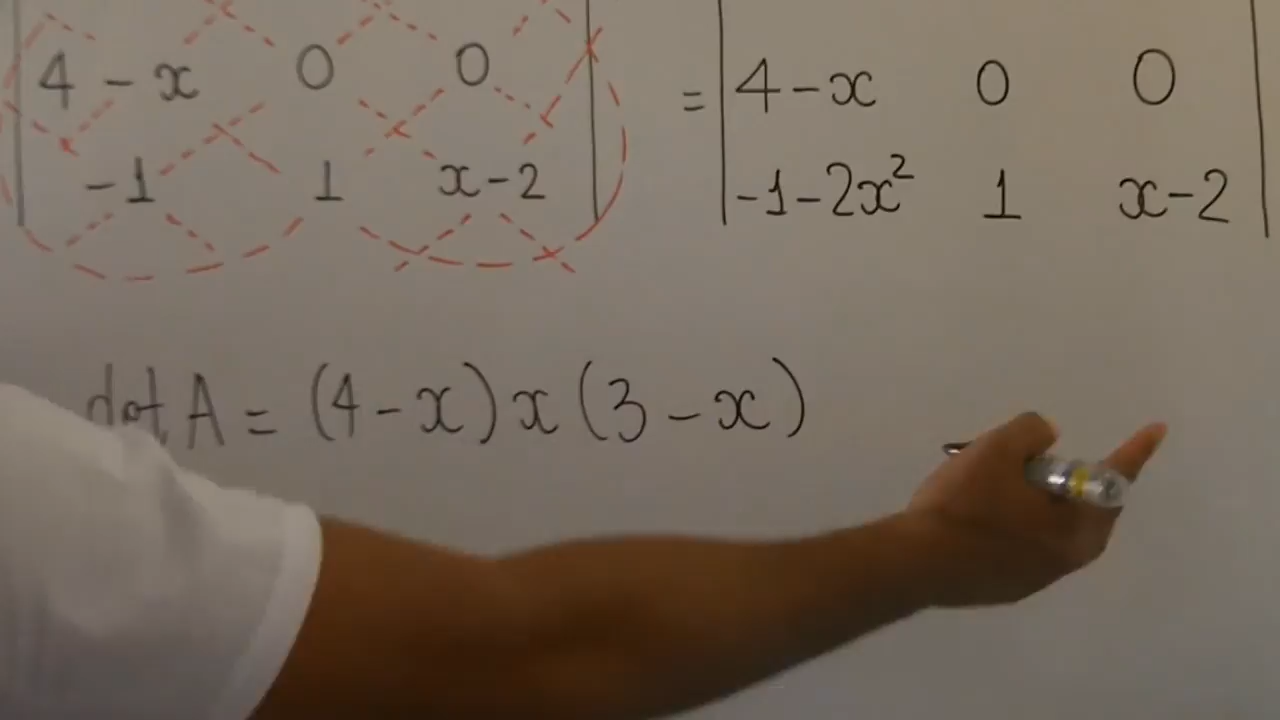 4 - x 0 0 = 4 - x 0 0
-1 1 x - 2 -1 - 2x² 1 x - 2
det A = (4 - x) x (3 - x)